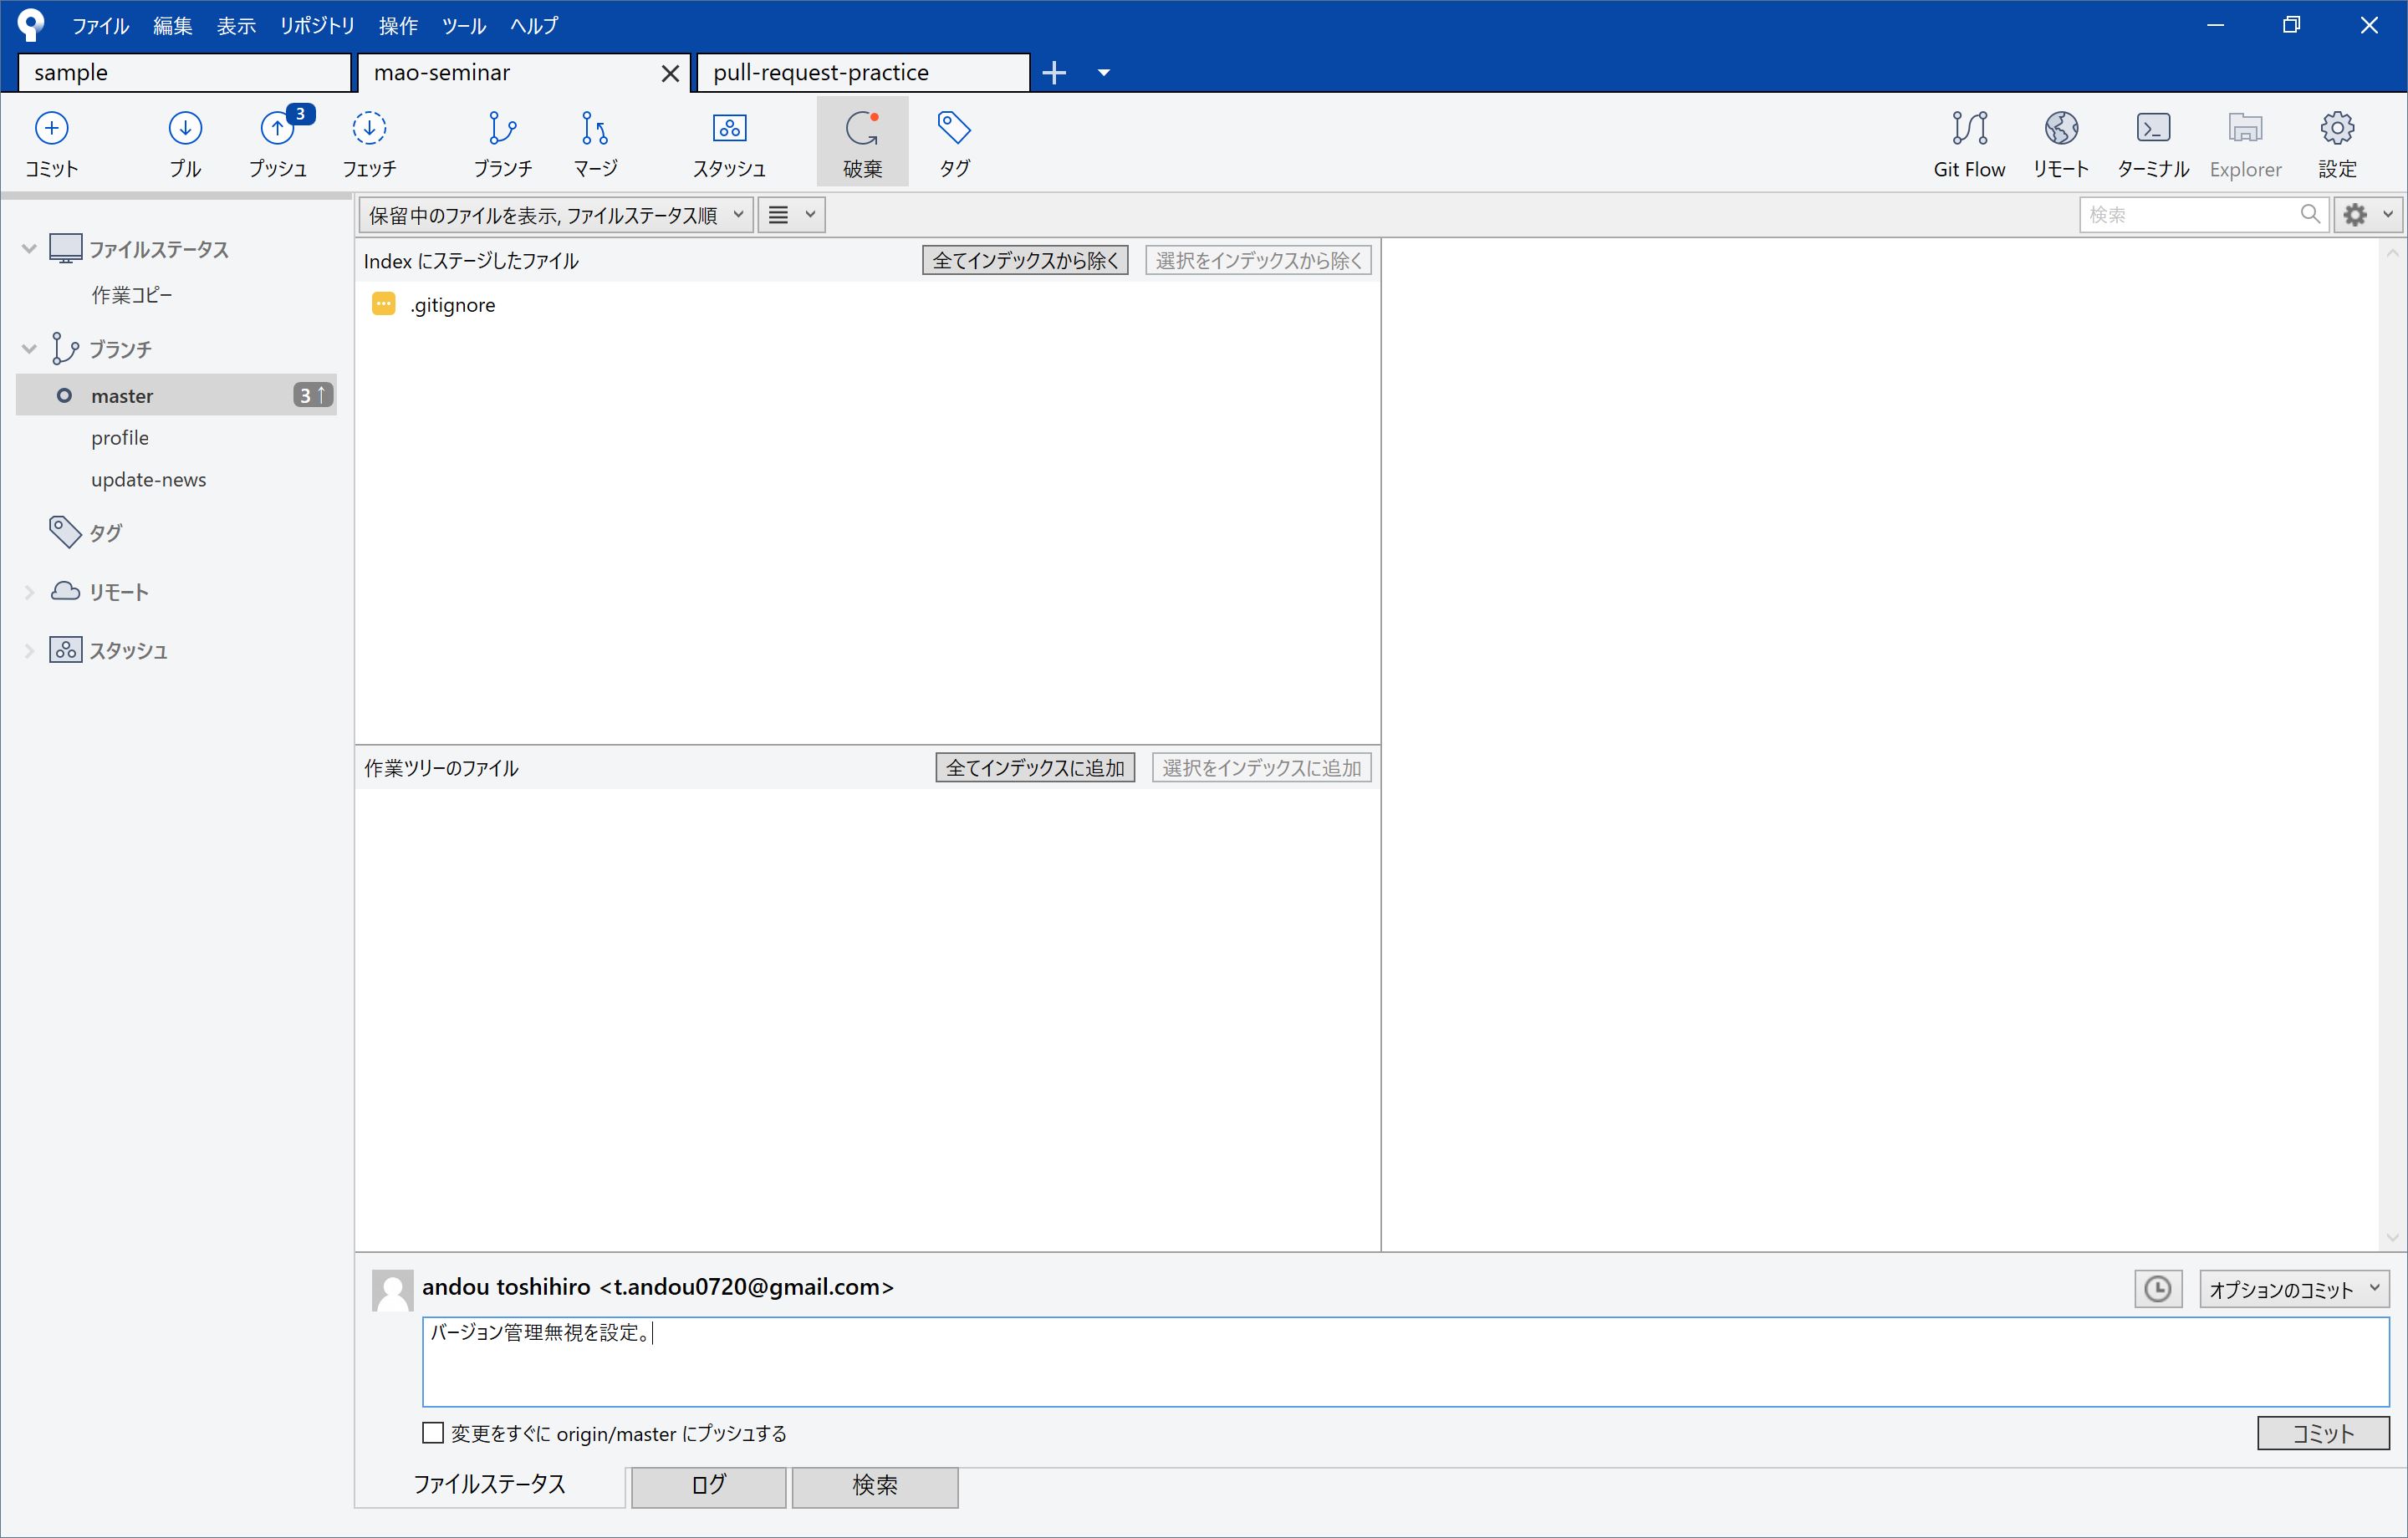 ファイル 編集 表示 リポジトリ 操作 ツール ヘルプ
sample mao-seminar pull-request-practice
3
コミット プル プッシュ フェッチ ブランチ マージ スタッシュ 破棄 タグ Git Flow リモート ターミナル Explorer 設定
保留中のファイルを表示, ファイルステータス順 検索
ファイルステータス
作業コピー
ブランチ
master 3↑
profile
update-news
タグ
リモート
スタッシュ
Index にステージしたファイル 全てインデックスから除く 選択をインデックスから除く
.gitignore
作業ツリーのファイル 全てインデックスに追加 選択をインデックスに追加
andou toshihiro <t.andou0720@gmail.com> オプションのコミット
バージョン管理無視を設定。
変更をすぐに origin/master にプッシュする コミット
ファイルステータス ログ 検索